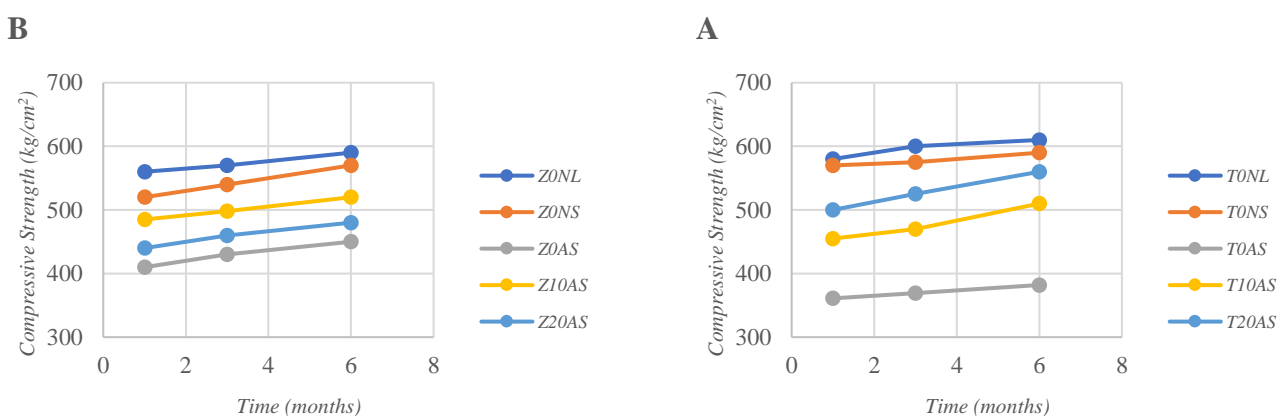 B
Compressive Strength (kg/cm²)
700
600
500
400
300
0 2 4 6 8
Time (months)
Z0NL
Z0NS
Z0AS
Z10AS
Z20AS
A
Compressive Strength (kg/cm²)
700
600
500
400
300
0 2 4 6 8
Time (months)
T0NL
T0NS
T0AS
T10AS
T20AS